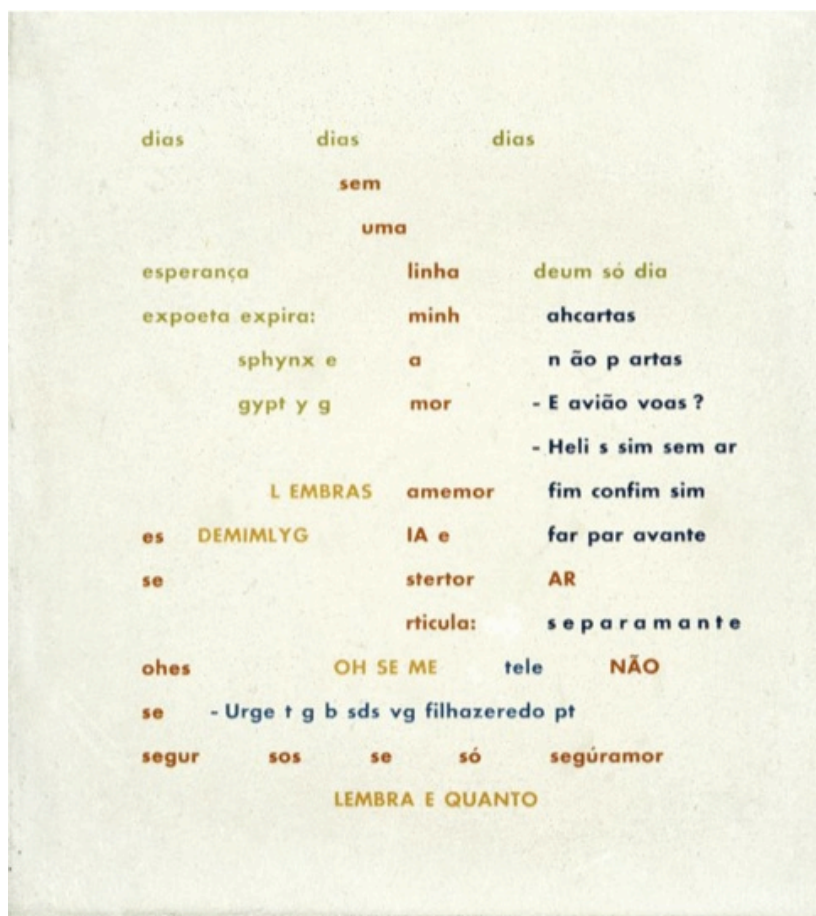 dias dias dias
sem
uma
esperança linha deum só dia
expoeta expira: minh ahcartas
sphynx e a n ão p artas
gypt y g mor - E avião voas ?
- Heli s sim sem ar
L EMBRAS amemor fim confim sim
es DEMIMLYG IA e far par avante
se stertor AR
rticula: s e p a r a m a n t e
ohes OH SE ME tele NÃO
se - Urge t g b sds vg filhazeredo pt
segur sos se só segúramor
LEMBRA E QUANTO